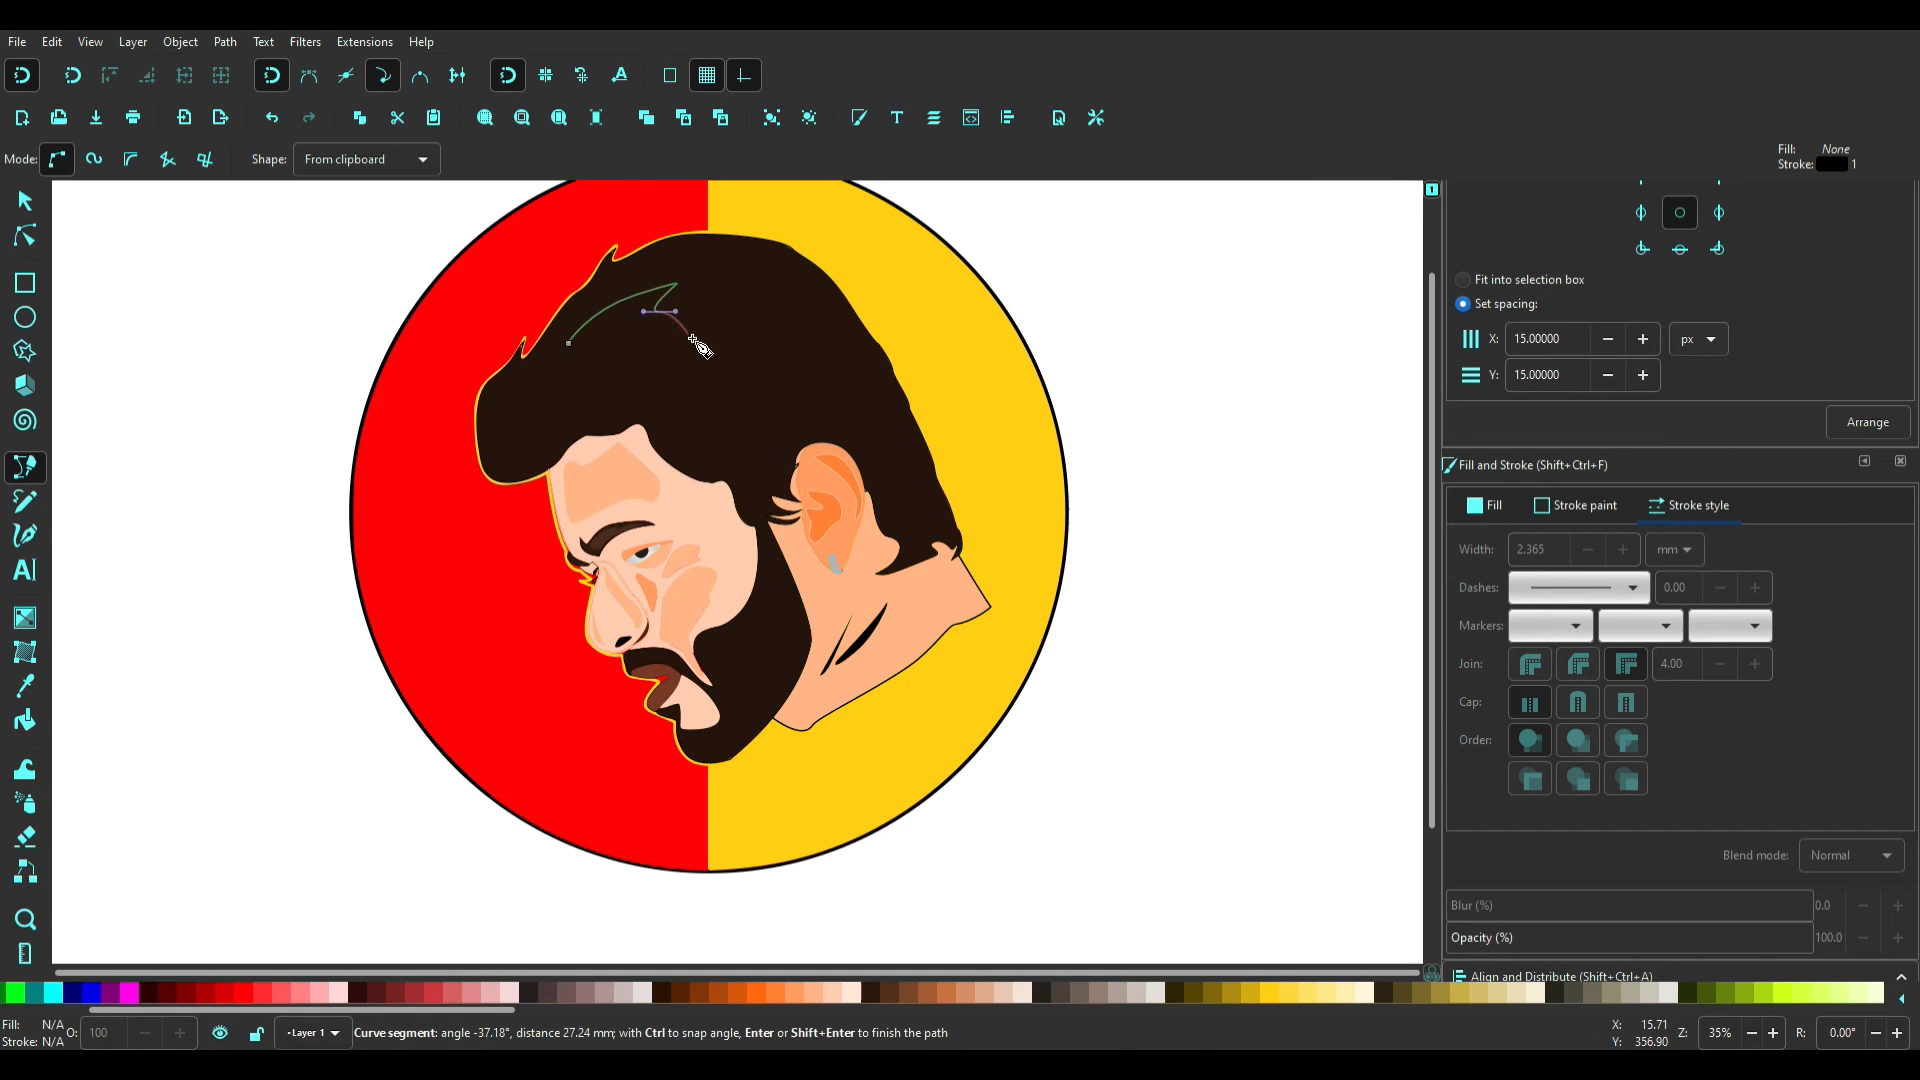 File Edit View Layer Object Path Text Filters Extensions Help
Mode: Shape: From clipboard
Fill: None
Stroke: 1
1
Fit into selection box
Set spacing:
X: 15.00000 px
Y: 15.00000
Arrange
Fill and Stroke (Shift+Ctrl+F)
Fill Stroke paint Stroke style
Width: 2.365 mm
Dashes: 0.00
Markers:
Join: 4.00
Cap:
Order:
Blend mode: Normal
Blur (%) 0.0
Opacity (%) 100.0
Align and Distribute (Shift+Ctrl+A)
Fill: N/A
Stroke: N/A
O: 100
•Layer 1
Curve segment: angle -37.18°, distance 27.24 mm; with Ctrl to snap angle, Enter or Shift+Enter to finish the path
X: 15.71
Y: 356.90
Z: 35%
R: 0.00°